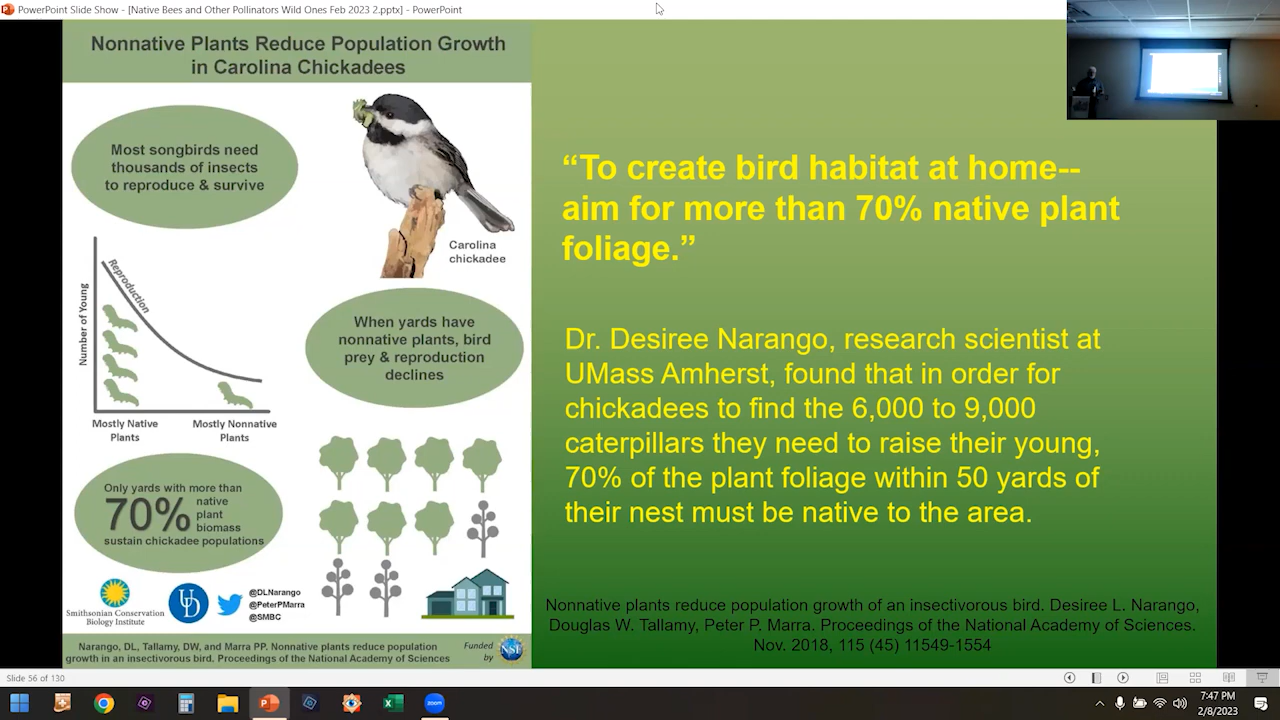 PowerPoint Slide Show - [Native Bees and Other Pollinators Wild Ones Feb 2023 2.pptx] - PowerPoint
Nonnative Plants Reduce Population Growth
in Carolina Chickadees
Most songbirds need
thousands of insects
to reproduce & survive
Carolina
chickadee
Number of Young
Reproduction
Mostly Native
Plants
Mostly Nonnative
Plants
When yards have
nonnative plants, bird
prey & reproduction
declines
Only yards with more than
70% native
plant
biomass
sustain chickadee populations
Smithsonian Conservation
Biology Institute
UD
@DLNarango
@PeterPMarra
@SMBC
Narango, DL, Tallamy, DW, and Marra PP. Nonnative plants reduce population
growth in an insectivorous bird. Proceedings of the National Academy of Sciences
Funded
by
NSF
“To create bird habitat at home--
aim for more than 70% native plant
foliage.”
Dr. Desiree Narango, research scientist at
UMass Amherst, found that in order for
chickadees to find the 6,000 to 9,000
caterpillars they need to raise their young,
70% of the plant foliage within 50 yards of
their nest must be native to the area.
Nonnative plants reduce population growth of an insectivorous bird. Desiree L. Narango,
Douglas W. Tallamy, Peter P. Marra. Proceedings of the National Academy of Sciences.
Nov. 2018, 115 (45) 11549-1554
Slide 56 of 130
zoom
7:47 PM
2/8/2023